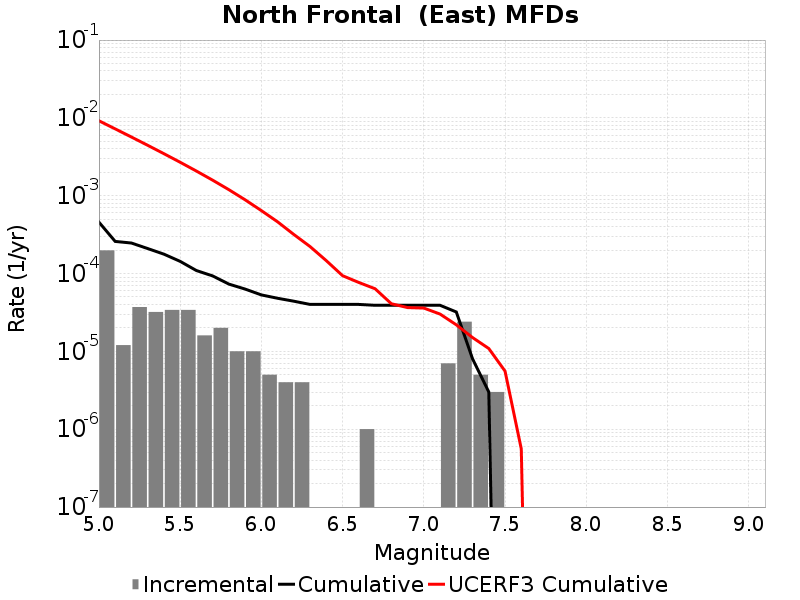 North Frontal  (East) MFDs
10^-1
10^-2
10^-3
10^-4
10^-5
10^-6
10^-7
Rate (1/yr)
5.0 5.5 6.0 6.5 7.0 7.5 8.0 8.5 9.0
Magnitude
Incremental Cumulative UCERF3 Cumulative